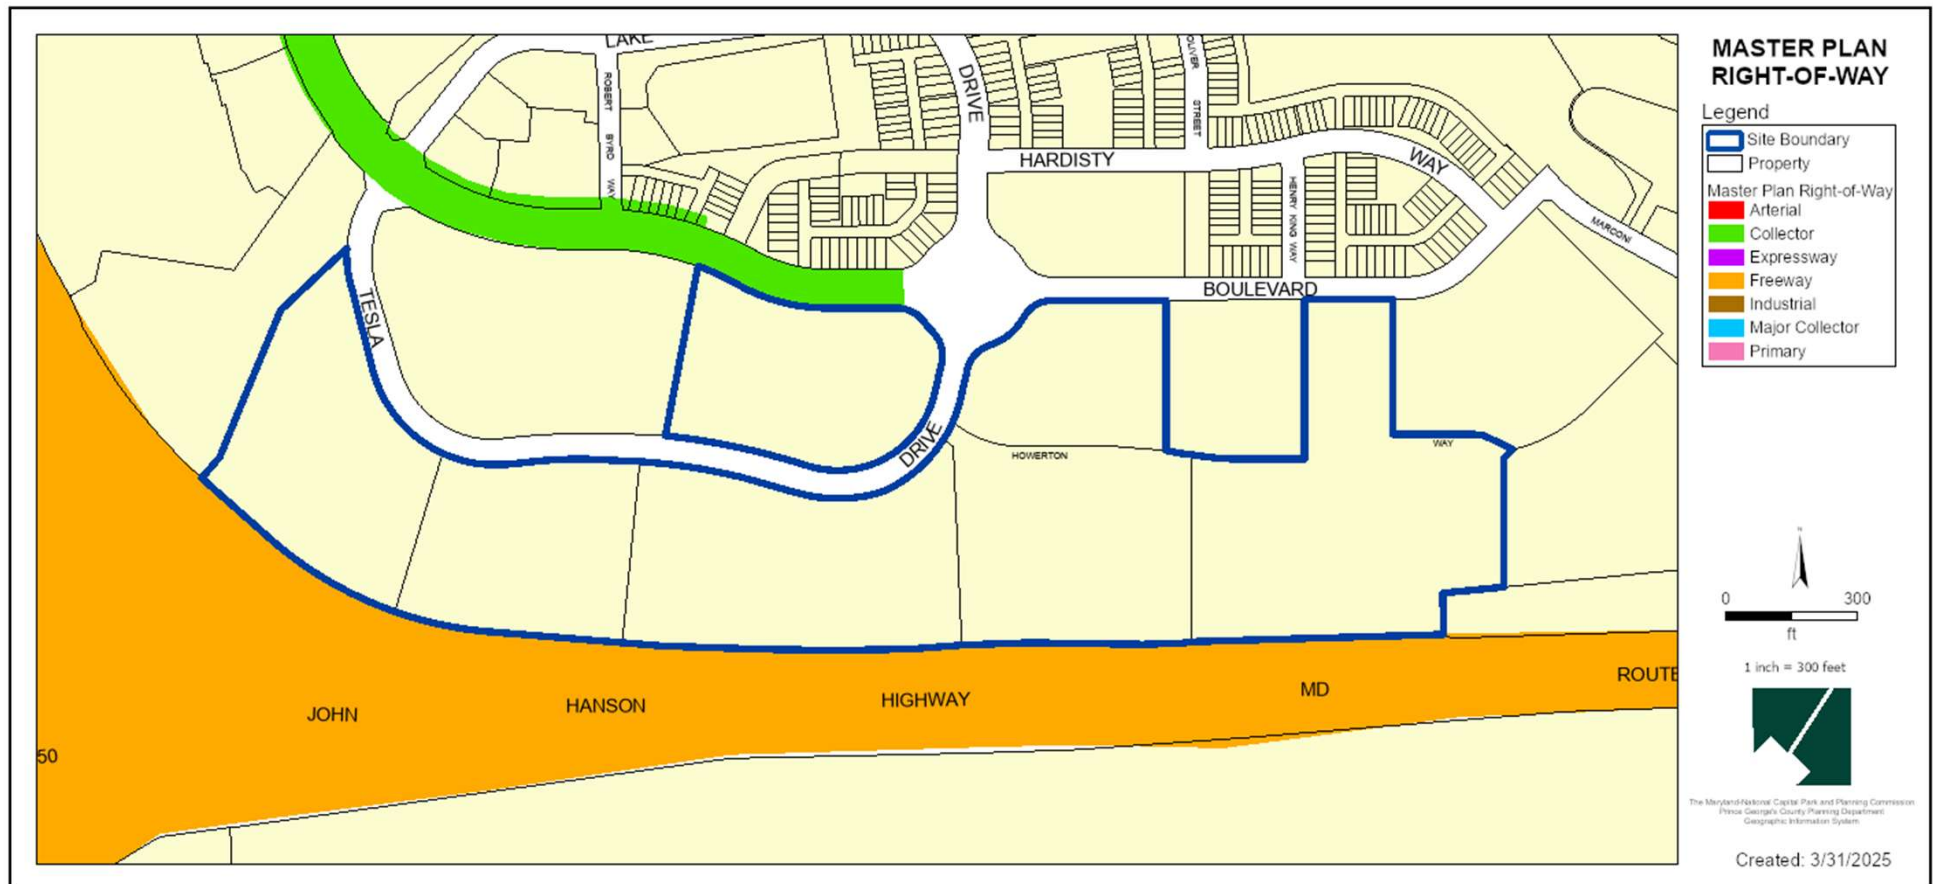 LAKE
ROBERT BYRD WAY
DRIVE
OLIVER STREET
HARDISTY
WAY
HENRY KING WAY
MARCONI
BOULEVARD
TESLA
DRIVE
HOWERTON
WAY
JOHN HANSON HIGHWAY MD ROUTE
50
MASTER PLAN
RIGHT-OF-WAY
Legend
Site Boundary
Property
Master Plan Right-of-Way
Arterial
Collector
Expressway
Freeway
Industrial
Major Collector
Primary
N
0 300
ft
1 inch = 300 feet
The Maryland-National Capital Park and Planning Commission
Prince George's County Planning Department
Geographic Information System
Created: 3/31/2025